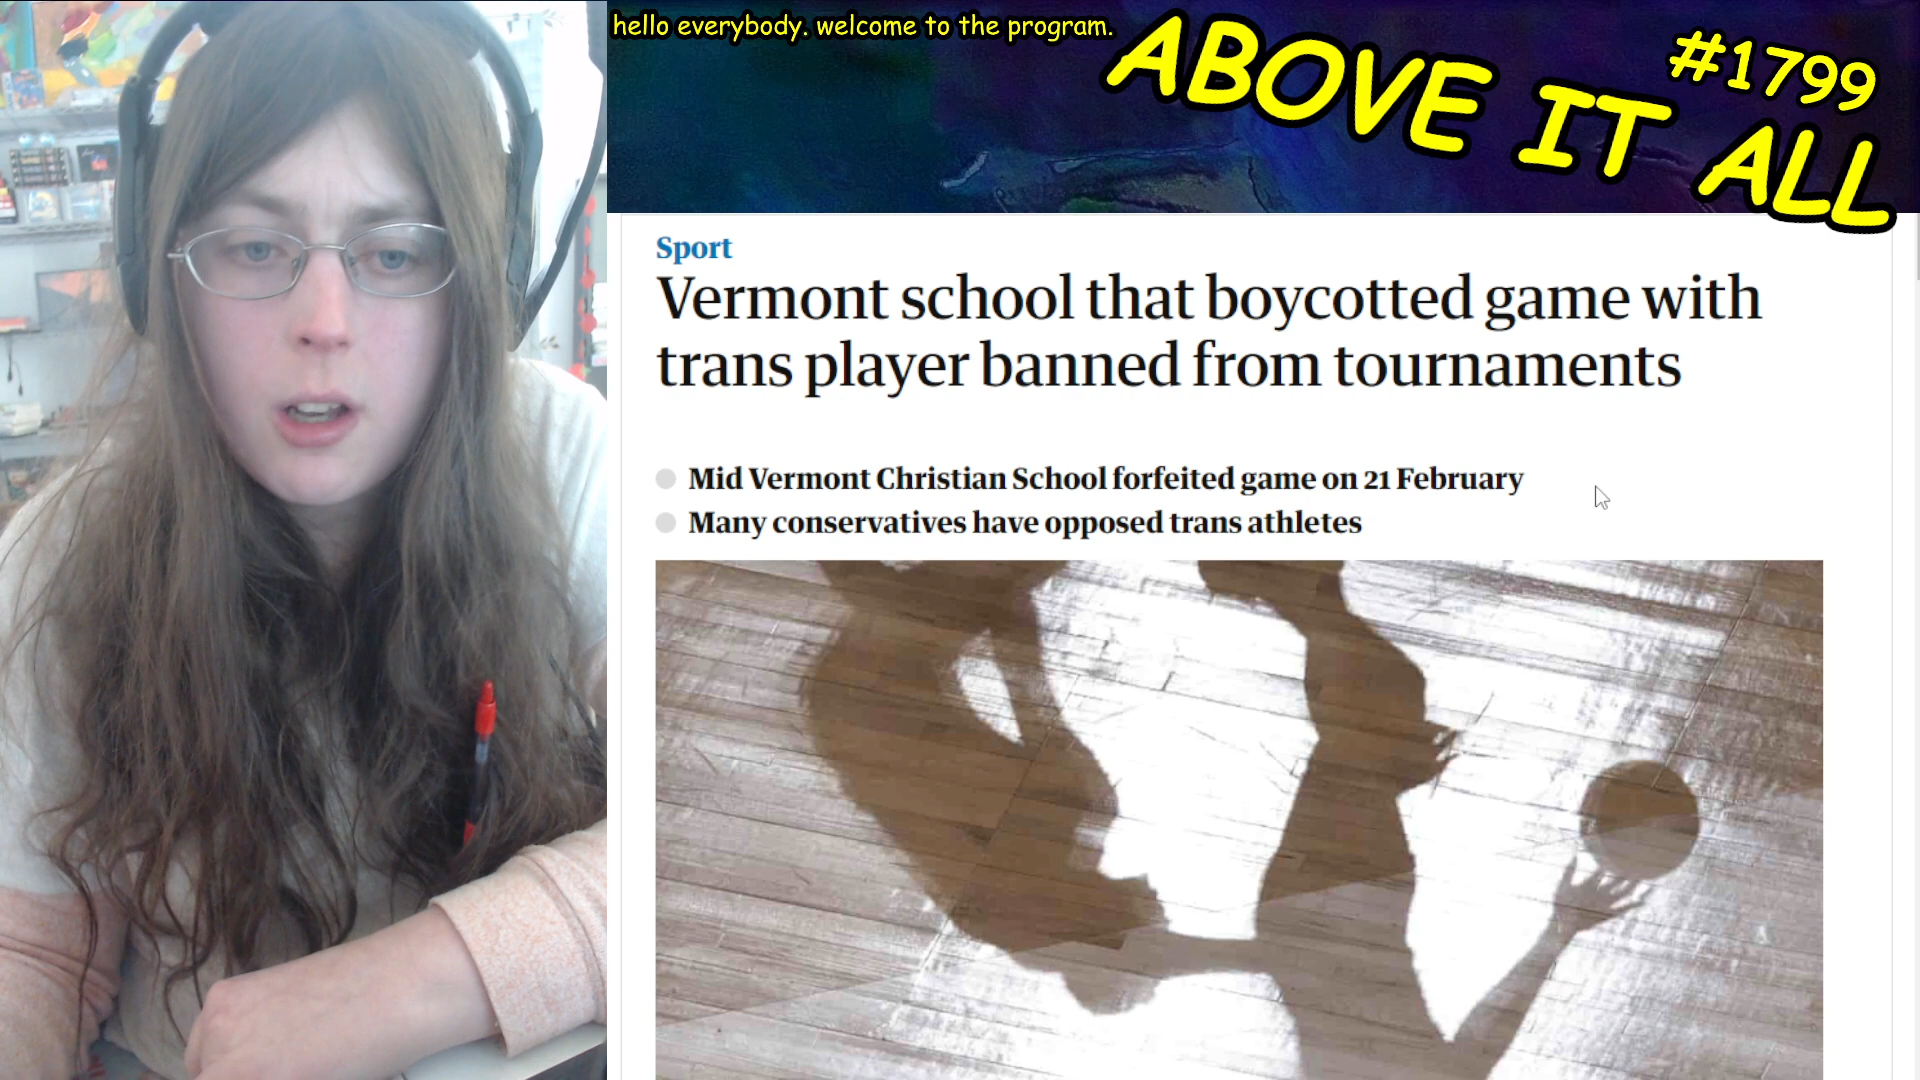 hello everybody. welcome to the program.
ABOVE IT ALL
#1799
Sport
Vermont school that boycotted game with
trans player banned from tournaments
Mid Vermont Christian School forfeited game on 21 February
Many conservatives have opposed trans athletes